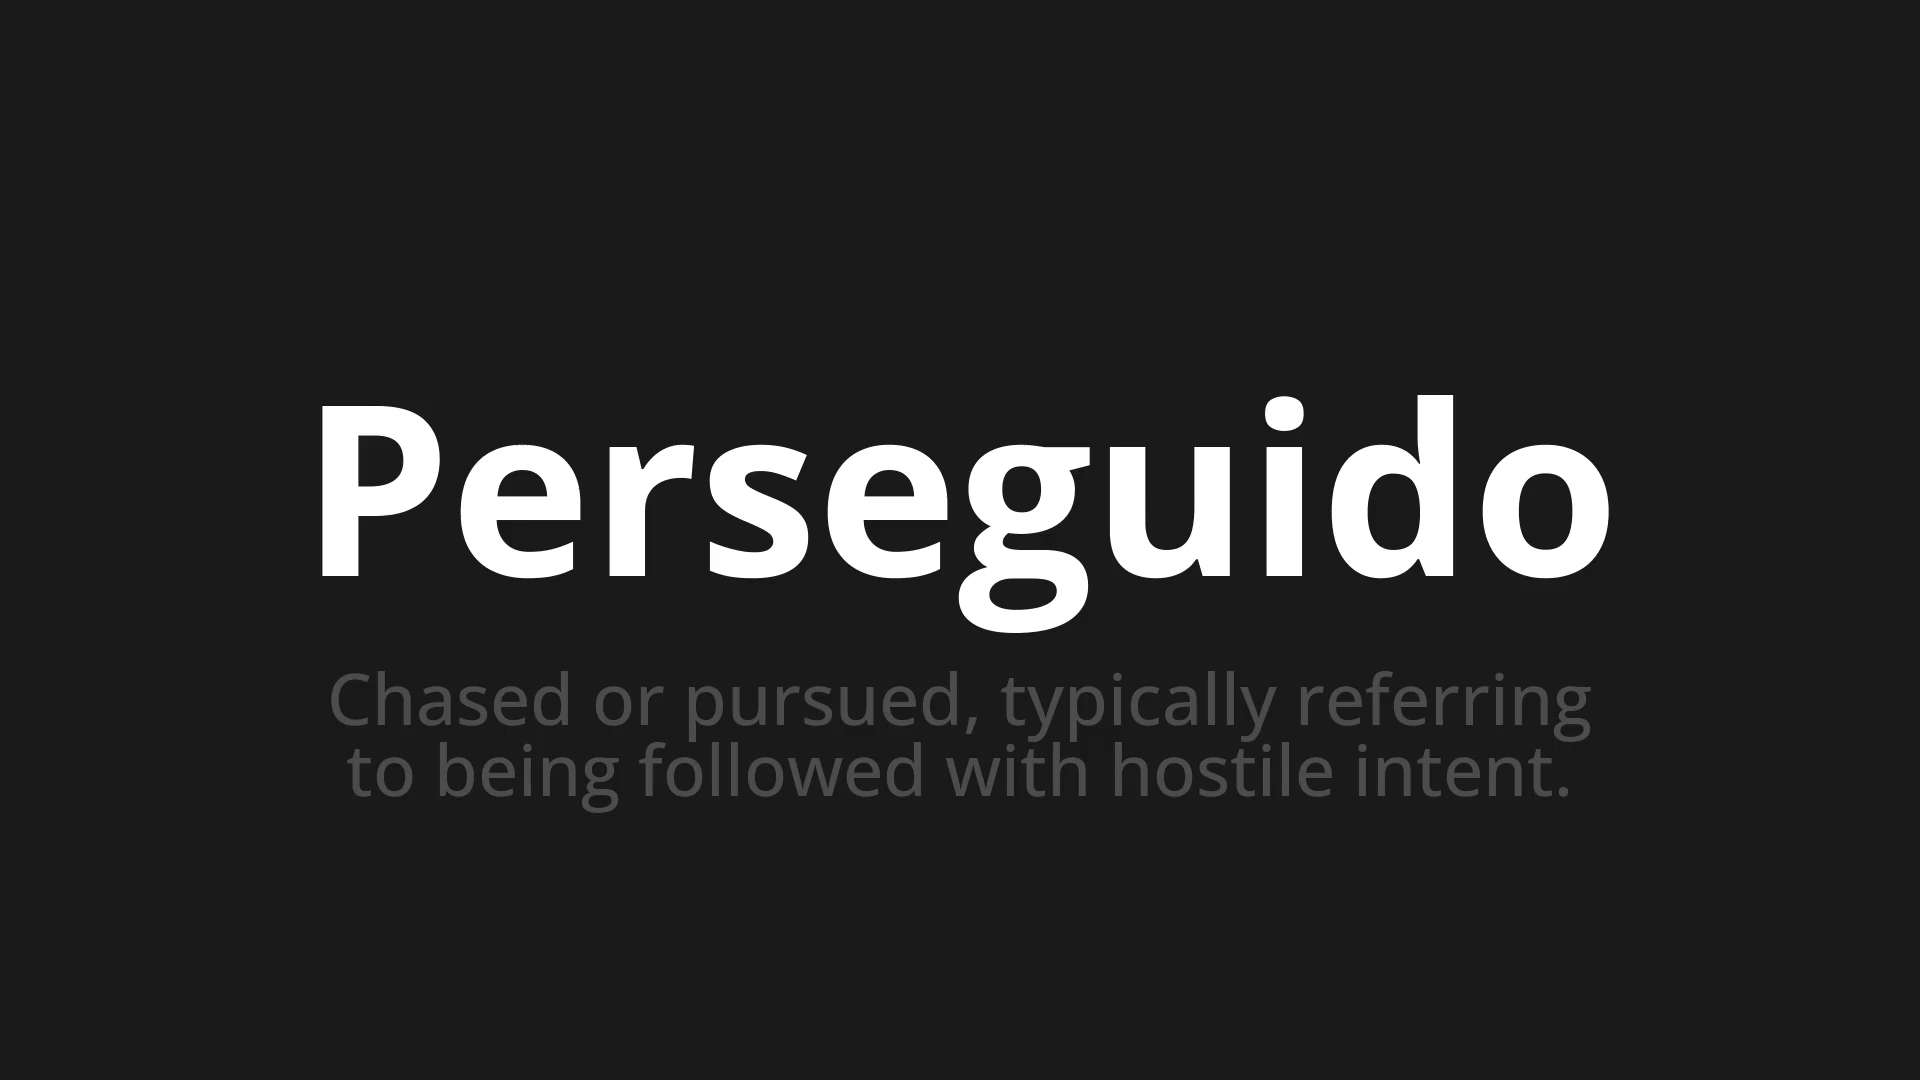 Perseguido
Chased or pursued, typically referring
to being followed with hostile intent.